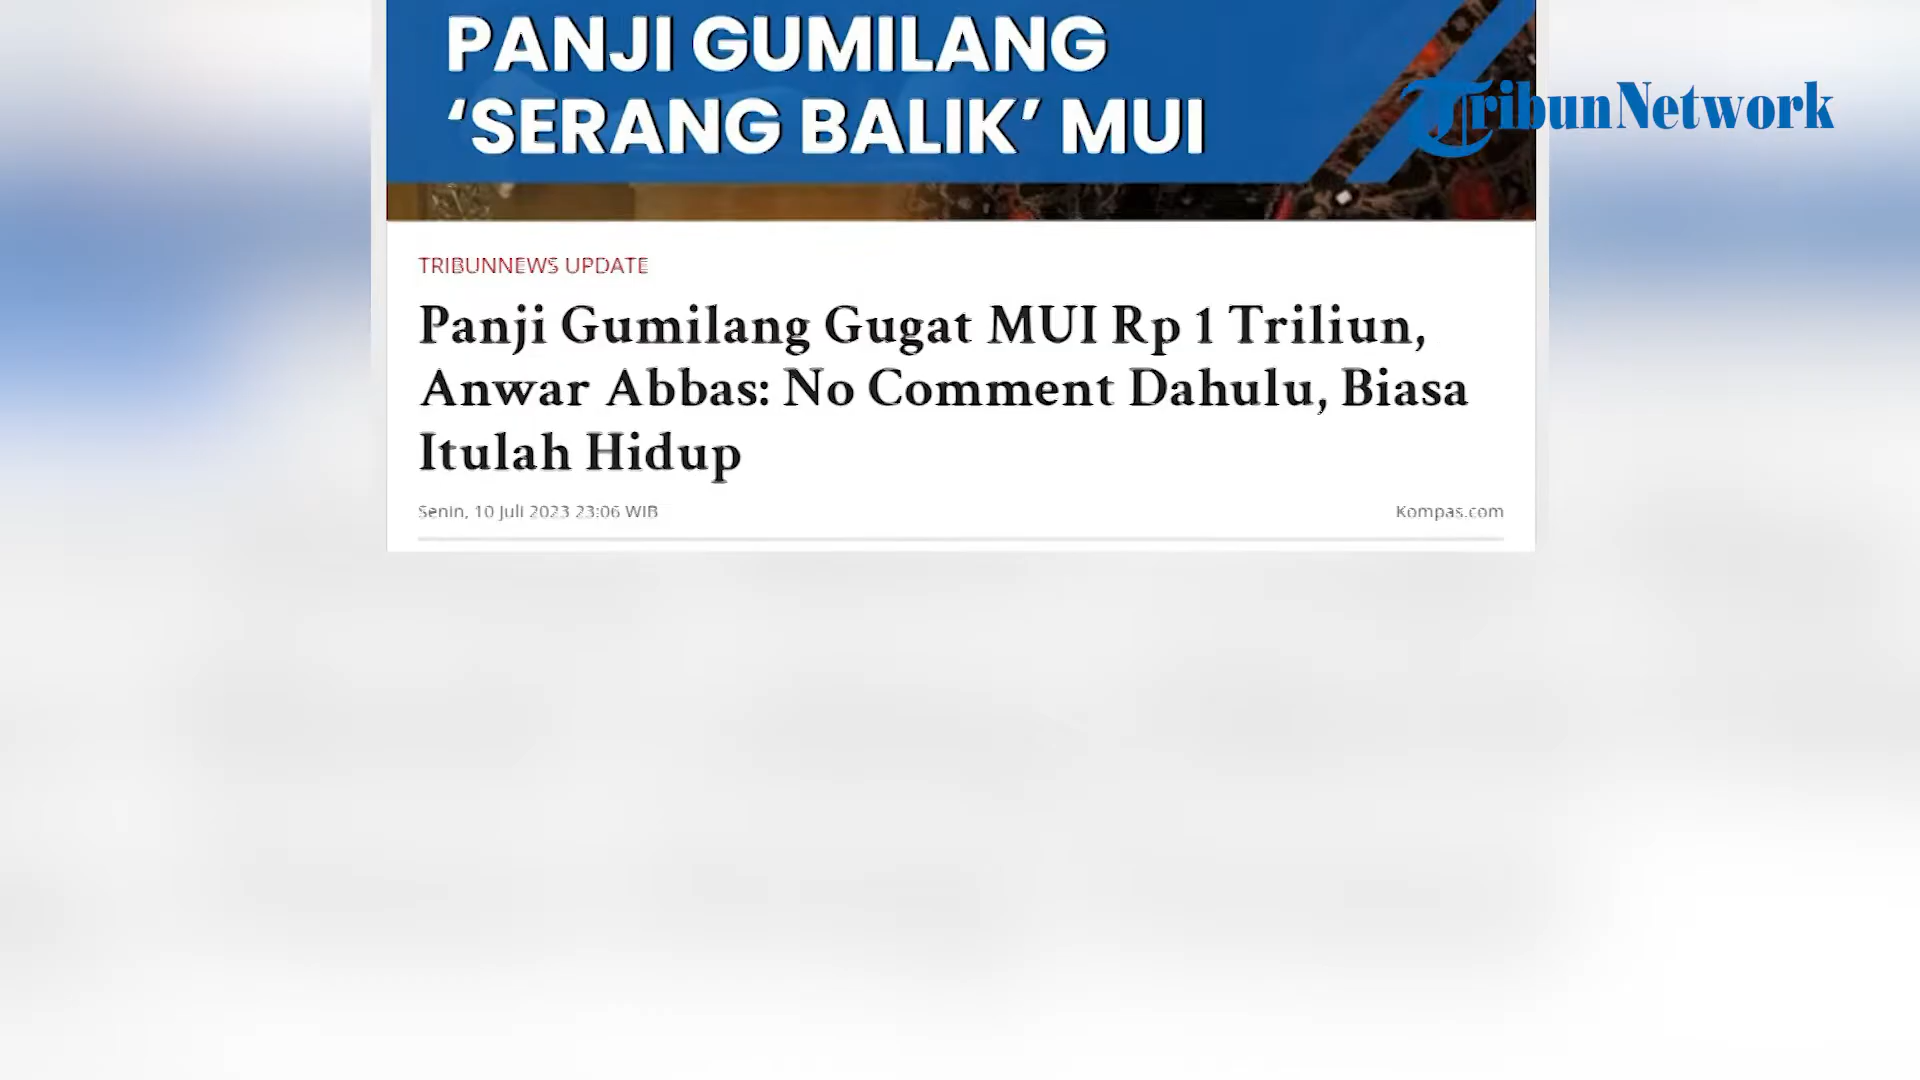 PANJI GUMILANG
‘SERANG BALIK’ MUI
TribunNetwork
TRIBUNNEWS UPDATE
Panji Gumilang Gugat MUI Rp 1 Triliun,
Anwar Abbas: No Comment Dahulu, Biasa
Itulah Hidup
Senin, 10 Juli 2023 23:06 WIB
Kompas.com